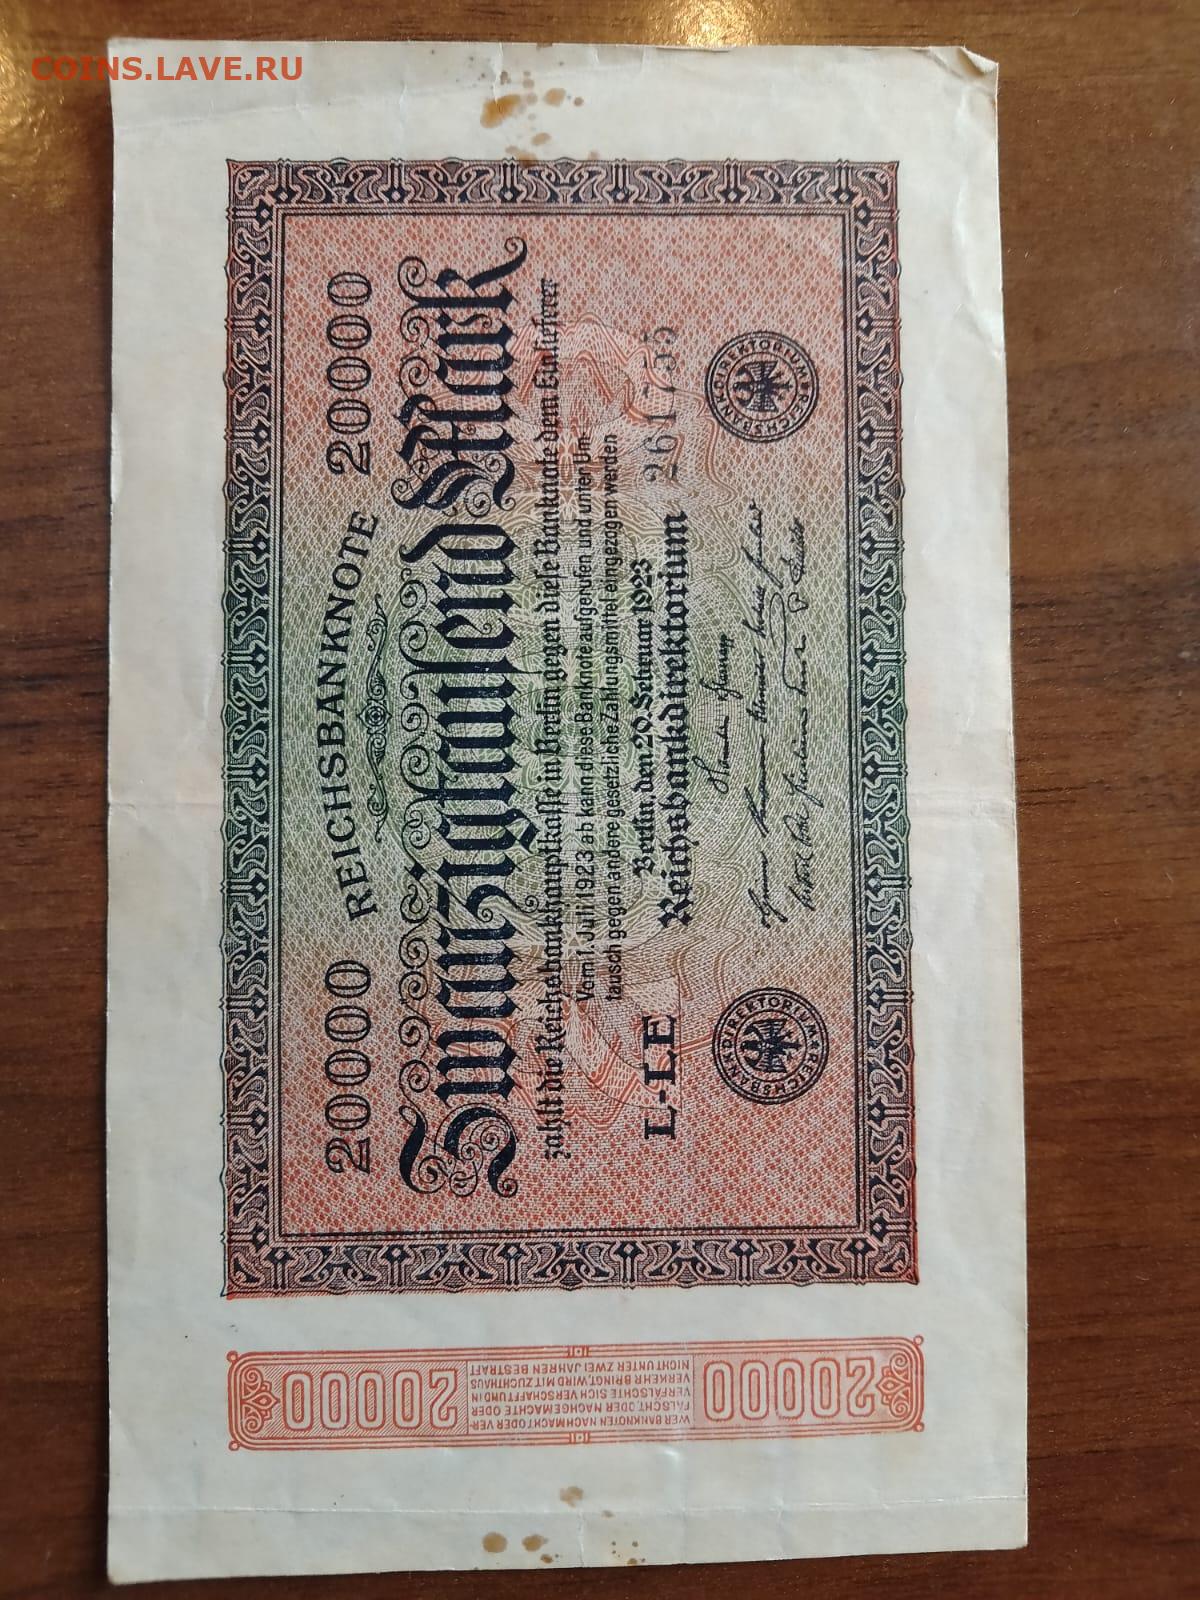 COINS.LAVE.RU
20000 REICHSBANKNOTE 20000
Zwanzigtausend Mark
zahlt die Reichsbankhauptkasse in Berlin gegen diese Banknote dem Einlieferer
Vom 1. Juli 1923 ab kann diese Banknote aufgerufen und unter Um-
tausch gegen andere gesetzliche Zahlungsmittel eingezogen werden
Berlin, den 20. Februar 1923
L-LE Reichsbankdirektorium 261755
REICHSBANKDIREKTORIUM
REICHSBANKDIREKTORIUM
20000
WER BANKNOTEN NACHMACHT ODER VER-
FÄLSCHT, ODER NACHGEMACHTE ODER
VERFÄLSCHTE SICH VERSCHAFFT UND IN
VERKEHR BRINGT, WIRD MIT ZUCHTHAUS
NICHT UNTER ZWEI JAHREN BESTRAFT
20000
20000